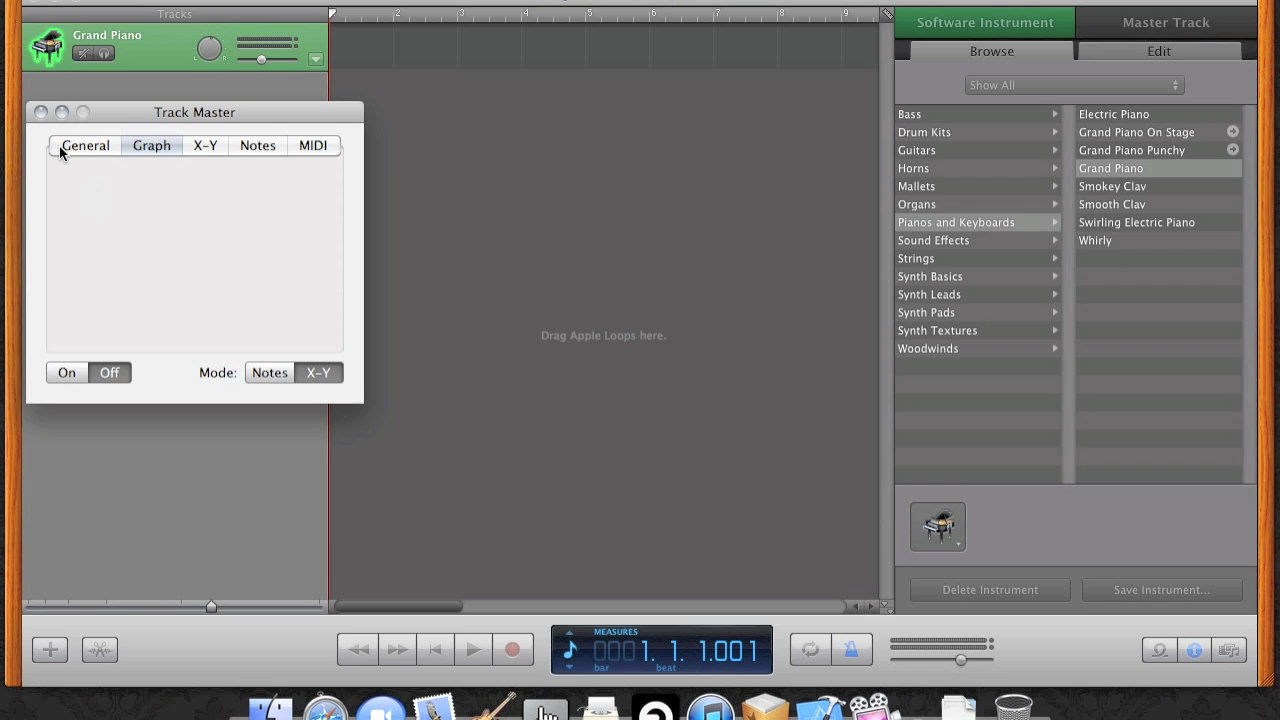 Tracks
2 3 4 5 6 7 8 9
Grand Piano
L R
Track Master
General Graph X-Y Notes MIDI
On Off Mode: Notes X-Y
Drag Apple Loops here.
Software Instrument Master Track
Browse Edit
Show All
Bass
Drum Kits
Guitars
Horns
Mallets
Organs
Pianos and Keyboards
Sound Effects
Strings
Synth Basics
Synth Leads
Synth Pads
Synth Textures
Woodwinds
Electric Piano
Grand Piano On Stage
Grand Piano Punchy
Grand Piano
Smokey Clav
Smooth Clav
Swirling Electric Piano
Whirly
Delete Instrument Save Instrument...
MEASURES
0001. 1. 1.001
bar beat